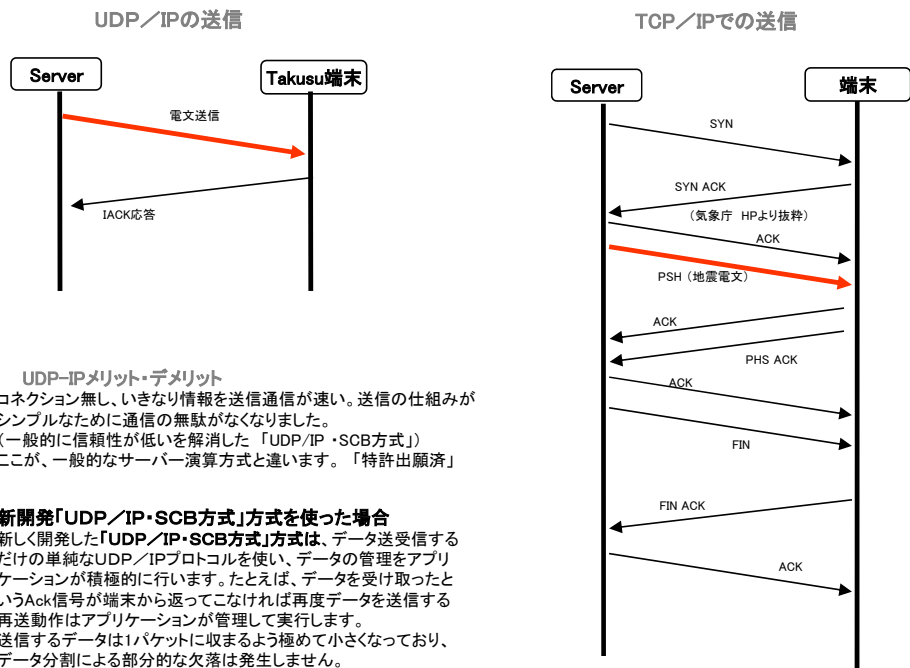 UDP／IPの送信
Server
Takusu端末
電文送信
IACK応答
UDP-IPメリット・デメリット
コネクション無し、いきなり情報を送信通信が速い。送信の仕組みが
シンプルなために通信の無駄がなくなりました。
（一般的に信頼性が低いを解消した 「UDP/IP ・SCB方式」）
ここが、一般的なサーバー演算方式と違います。 「特許出願済」
新開発「UDP／IP・SCB方式」方式を使った場合
新しく開発した「UDP／IP・SCB方式」方式は、データ送受信する
だけの単純なUDP／IPプロトコルを使い、データの管理をアプリ
ケーションが積極的に行います。たとえば、データを受け取ったと
いうAck信号が端末から返ってこなければ再度データを送信する
再送動作はアプリケーションが管理して実行します。
送信するデータは1パケットに収まるよう極めて小さくなっており、
データ分割による部分的な欠落は発生しません。
TCP／IPでの送信
Server
端末
SYN
SYN ACK
（気象庁 HPより抜粋）
ACK
PSH （地震電文）
ACK
PHS ACK
ACK
FIN
FIN ACK
ACK